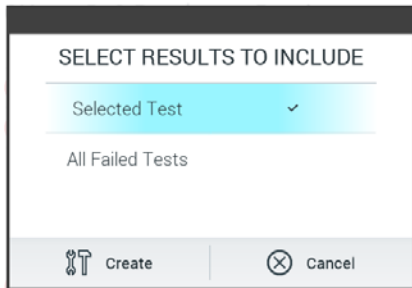 SELECT RESULTS TO INCLUDE
Selected Test
All Failed Tests
Create
Cancel